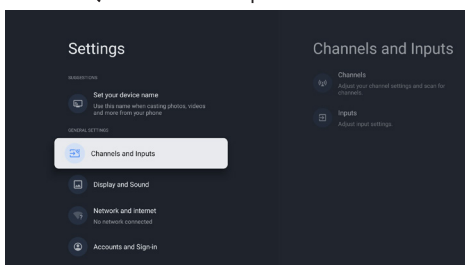 Settings
SUGGESTIONS
Set your device name
Use this name when casting photos, videos
and more from your phone
GENERAL SETTINGS
Channels and Inputs
Display and Sound
Network and internet
No network connected
Accounts and Sign-in
Channels and Inputs
Channels
Adjust your channel settings and scan for
channels.
Inputs
Adjust input settings